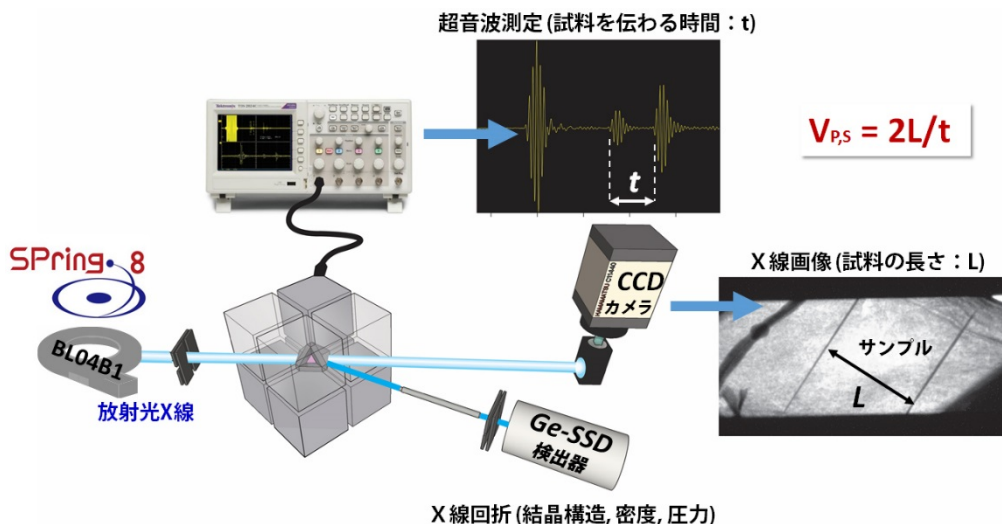 超音波測定 (試料を伝わる時間：t)
Tektronix
V_P,S = 2L/t
t
SPring-8
CCD
カメラ
X線画像 (試料の長さ：L)
BL04B1
サンプル
L
放射光X線
Ge-SSD
検出器
X線回折 (結晶構造, 密度, 圧力)